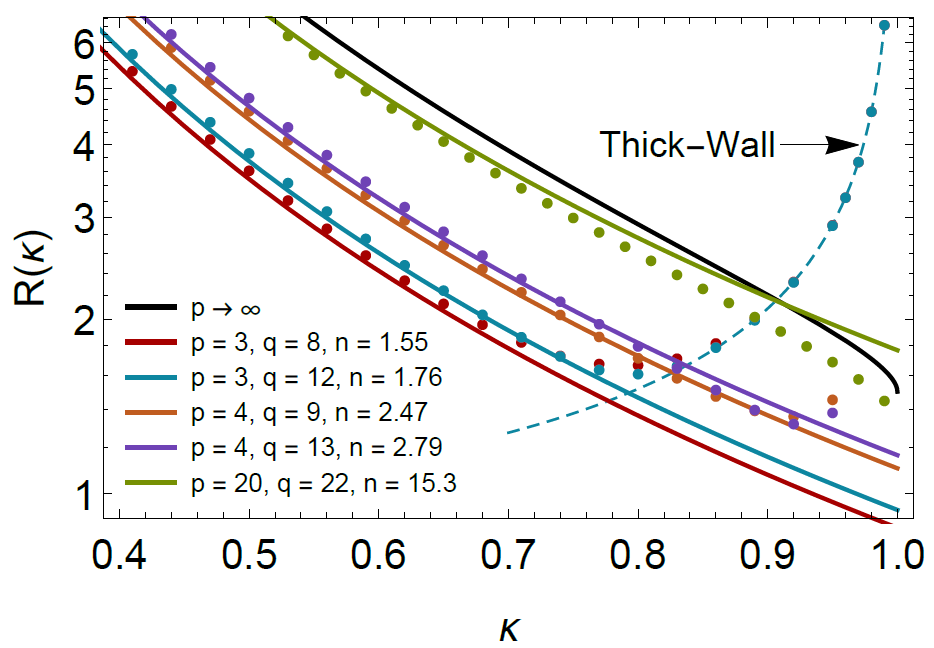 R(κ)
6
5
4
3
2
1
Thick−Wall
p → ∞
p = 3, q = 8, n = 1.55
p = 3, q = 12, n = 1.76
p = 4, q = 9, n = 2.47
p = 4, q = 13, n = 2.79
p = 20, q = 22, n = 15.3
0.4 0.5 0.6 0.7 0.8 0.9 1.0
κ